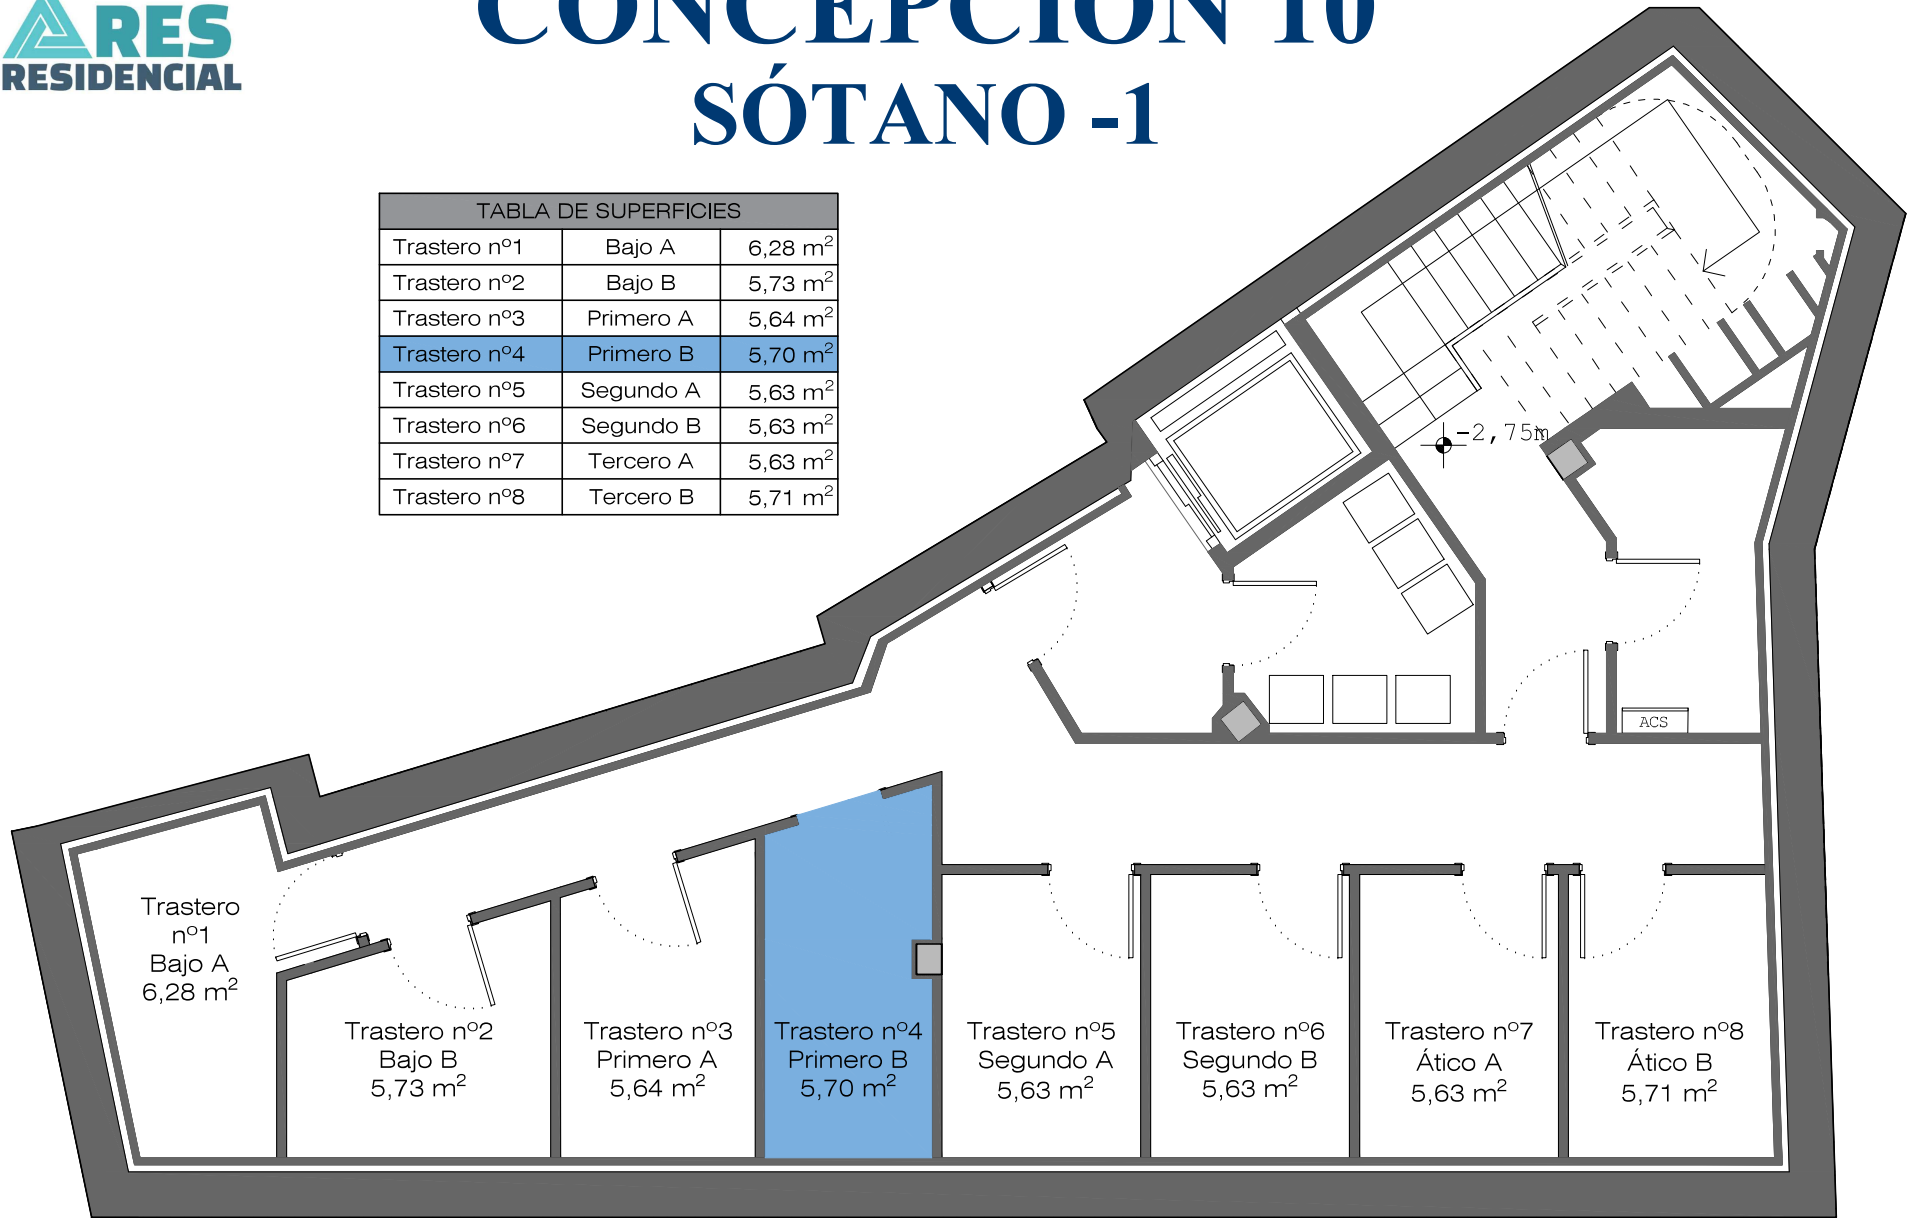 ARES
RESIDENCIAL
CONCEPCIÓN 10
SÓTANO -1
TABLA DE SUPERFICIES
Trastero nº1 Bajo A 6,28 m²
Trastero nº2 Bajo B 5,73 m²
Trastero nº3 Primero A 5,64 m²
Trastero nº4 Primero B 5,70 m²
Trastero nº5 Segundo A 5,63 m²
Trastero nº6 Segundo B 5,63 m²
Trastero nº7 Tercero A 5,63 m²
Trastero nº8 Tercero B 5,71 m²
-2,75m
ACS
Trastero
nº1
Bajo A
6,28 m²
Trastero nº2
Bajo B
5,73 m²
Trastero nº3
Primero A
5,64 m²
Trastero nº4
Primero B
5,70 m²
Trastero nº5
Segundo A
5,63 m²
Trastero nº6
Segundo B
5,63 m²
Trastero nº7
Ático A
5,63 m²
Trastero nº8
Ático B
5,71 m²